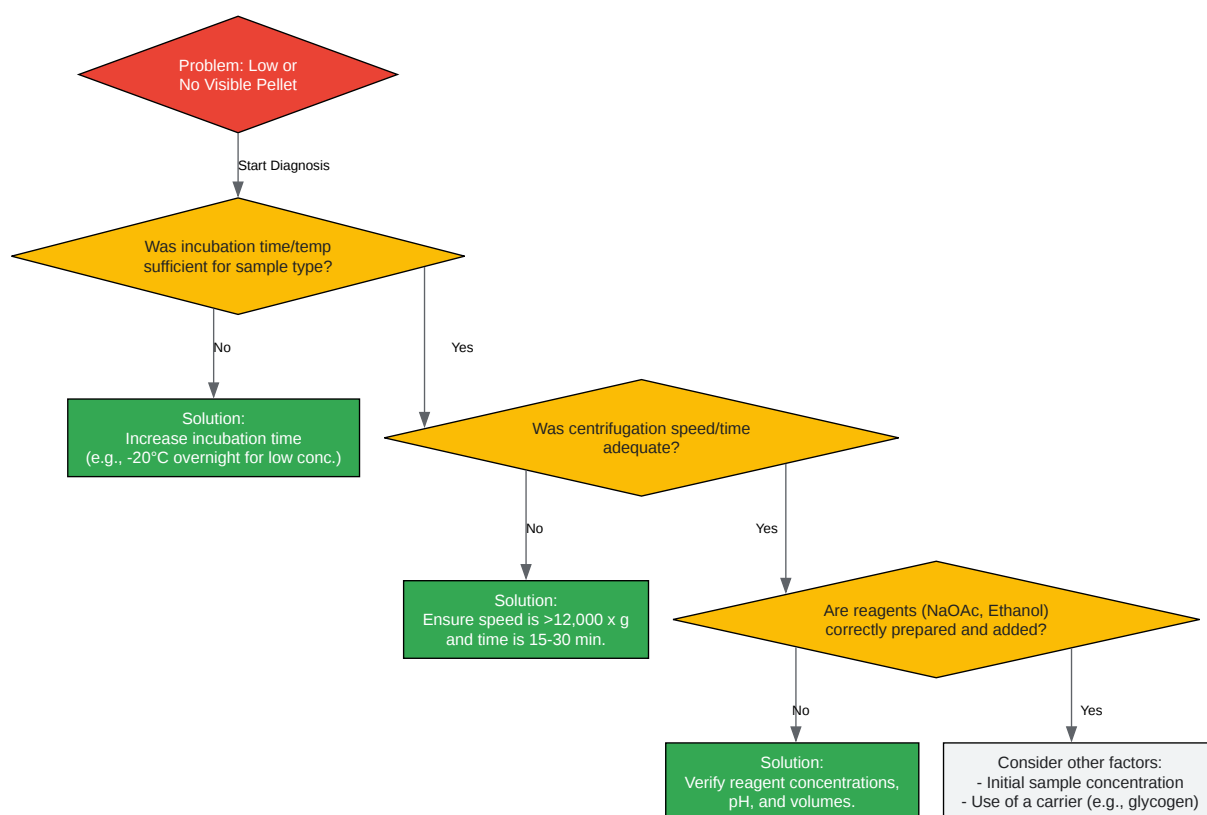 Problem: Low or
No Visible Pellet
Start Diagnosis
Was incubation time/temp
sufficient for sample type?
No
Yes
Solution:
Increase incubation time
(e.g., -20°C overnight for low conc.)
Was centrifugation speed/time
adequate?
No
Yes
Solution:
Ensure speed is >12,000 x g
and time is 15-30 min.
Are reagents (NaOAc, Ethanol)
correctly prepared and added?
No
Yes
Solution:
Verify reagent concentrations,
pH, and volumes.
Consider other factors:
- Initial sample concentration
- Use of a carrier (e.g., glycogen)